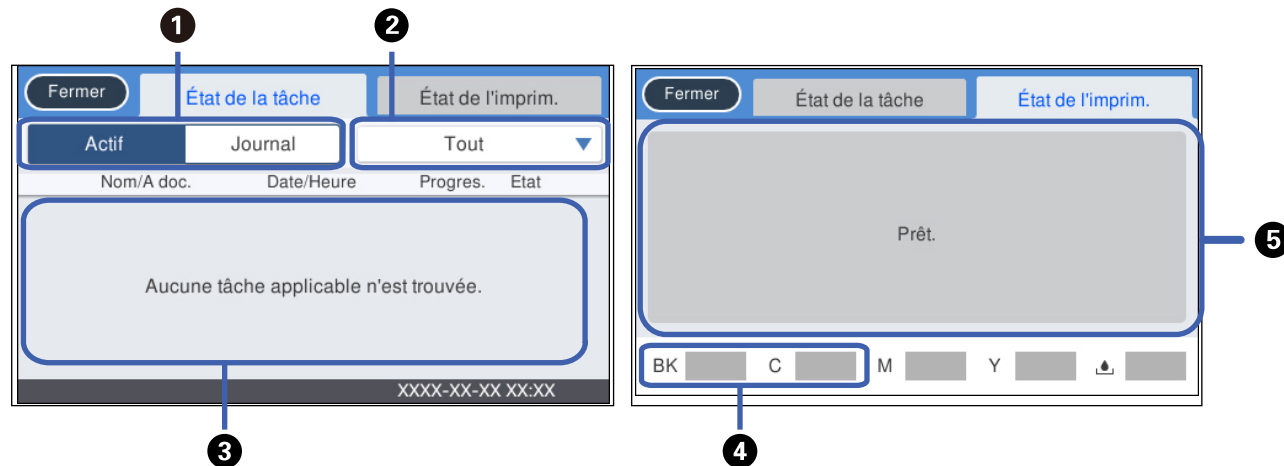 1 2
Fermer État de la tâche État de l'imprim.
Actif Journal Tout
Nom/A doc. Date/Heure Progres. Etat
Aucune tâche applicable n'est trouvée.
XXXX-XX-XX XX:XX
3
Fermer État de la tâche État de l'imprim.
Prêt.
5
BK C M Y
4